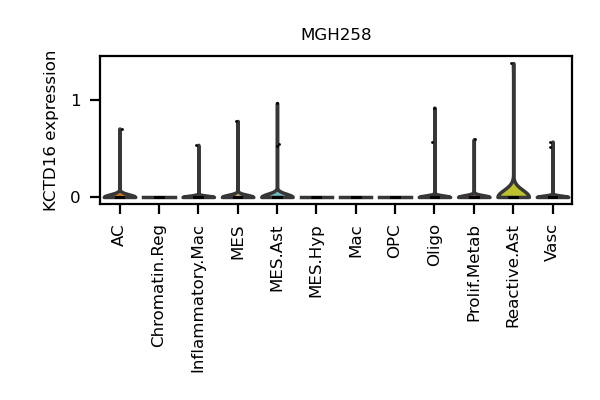 MGH258
KCTD16 expression
1
0
AC
Chromatin.Reg
Inflammatory.Mac
MES
MES.Ast
MES.Hyp
Mac
OPC
Oligo
Prolif.Metab
Reactive.Ast
Vasc